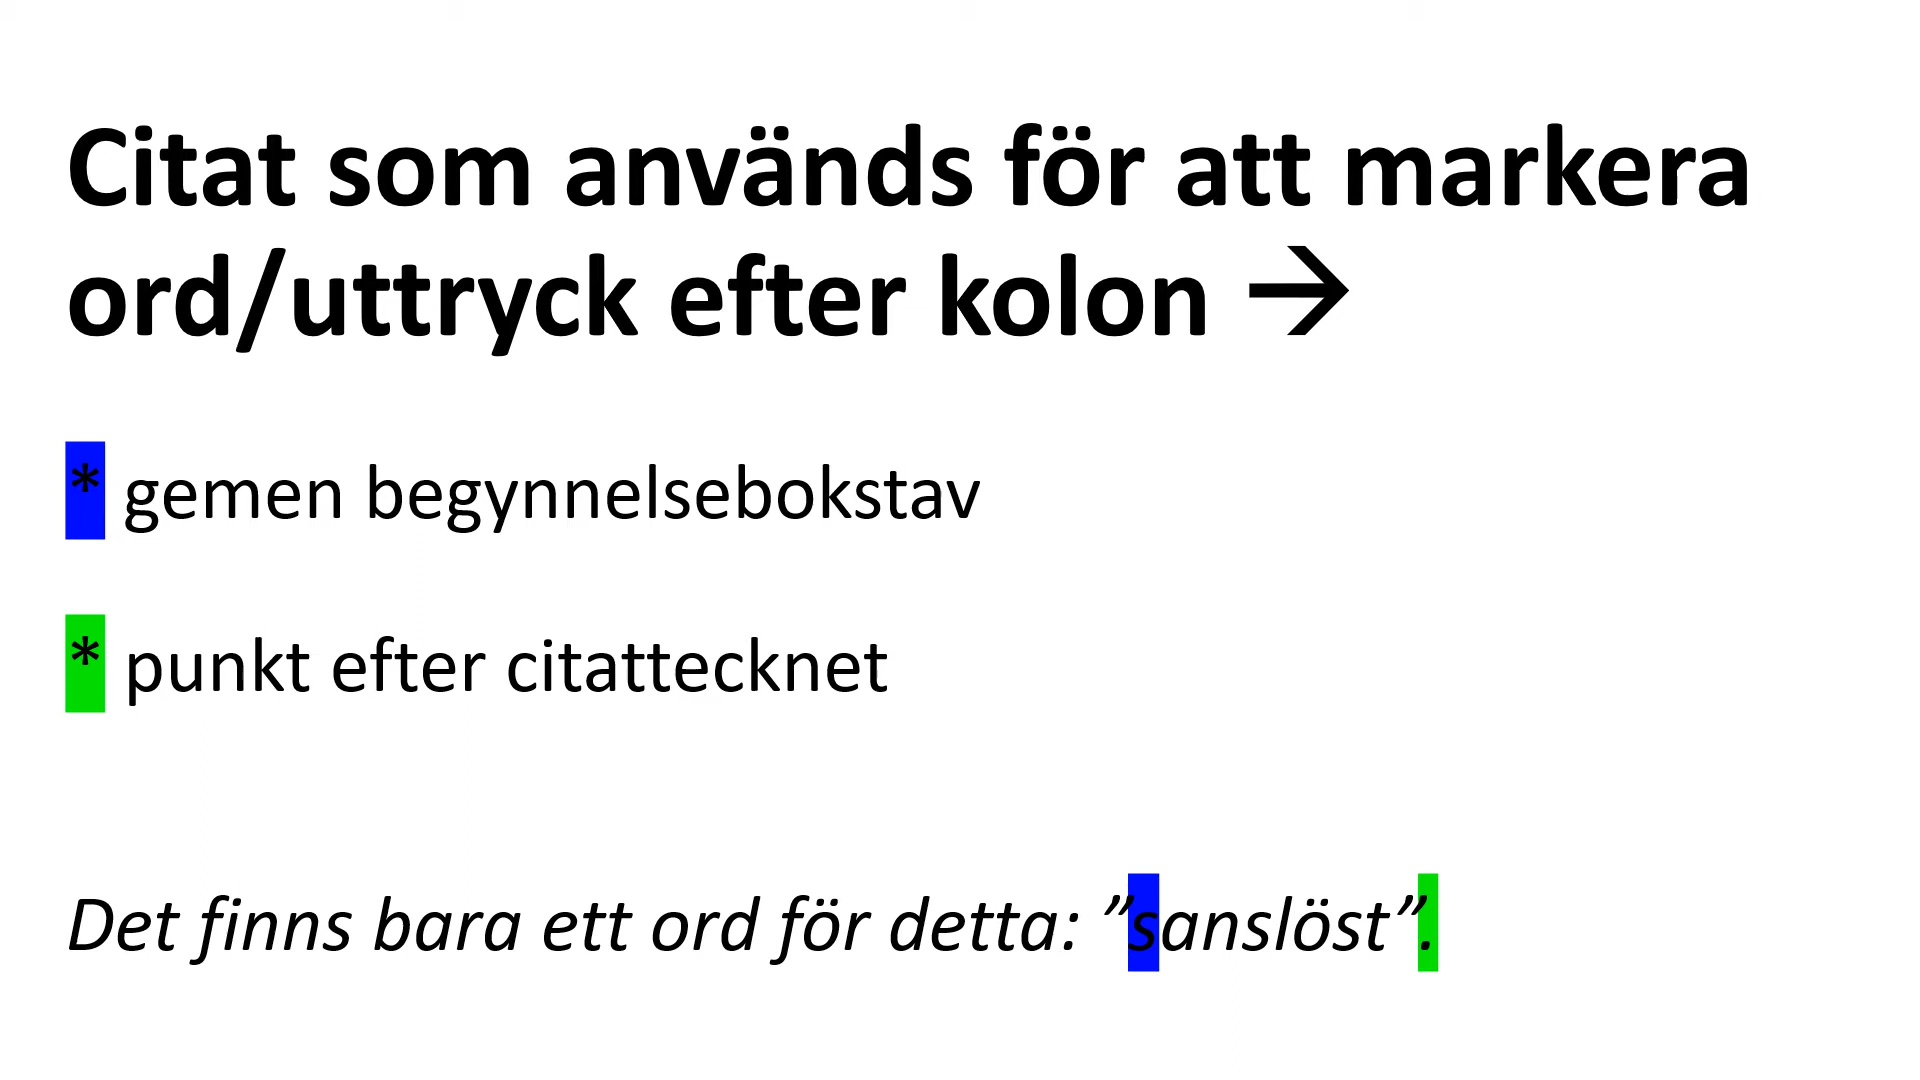 Citat som används för att markera
ord/uttryck efter kolon →
* gemen begynnelsebokstav
* punkt efter citattecknet
Det finns bara ett ord för detta: ”sanslöst”.